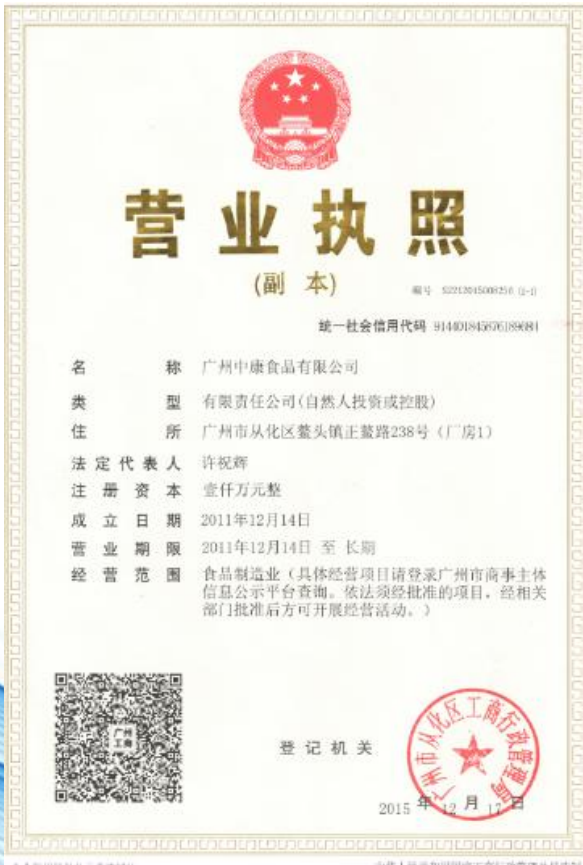 营业执照
(副 本)
编号 S2212015008256 (1-1)
统一社会信用代码
名 称 广州中康食品有限公司
类 型 有限责任公司(自然人投资或控股)
住 所 广州市从化区鳌头镇正鳌路238号（厂房1）
法定代表人 许祝辉
注册资本 壹仟万元整
成立日期 2011年12月14日
营业期限 2011年12月14日 至 长期
经营范围 食品制造业（具体经营项目请登录广州市商事主体
信息公示平台查询。依法须经批准的项目，经相关
部门批准后方可开展经营活动。）
广州
工商
登记机关
广州市从化区工商行政管理局
2015 年 12 月 17 日